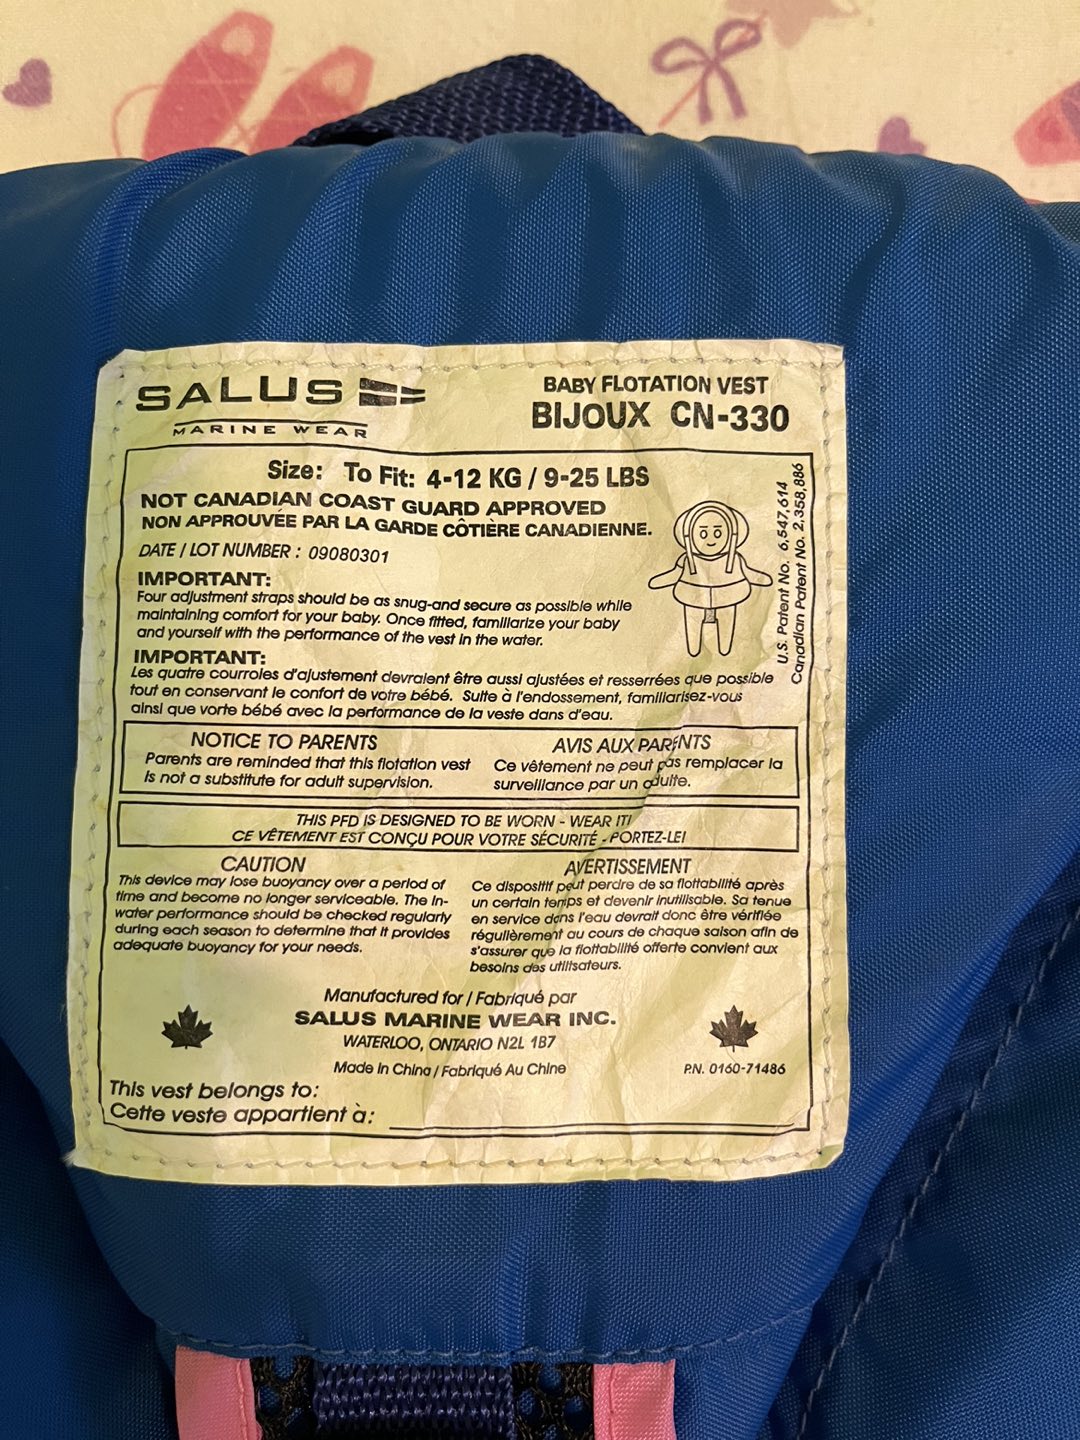 SALUS
MARINE WEAR
BABY FLOTATION VEST
BIJOUX CN-330
Size: To Fit: 4-12 KG / 9-25 LBS
NOT CANADIAN COAST GUARD APPROVED
NON APPROUVÉE PAR LA GARDE CÔTIÈRE CANADIENNE.
DATE / LOT NUMBER : 09080301
U.S. Patent No. 6,547,614
Canadian Patent No. 2,358,886
IMPORTANT:
Four adjustment straps should be as snug-and secure as possible while
maintaining comfort for your baby. Once fitted, familiarize your baby
and yourself with the performance of the vest in the water.
IMPORTANT:
Les quatre courroies d'ajustement devraient être aussi ajustées et resserrées que possible
tout en conservant le confort de votre bébé. Suite à l'endossement, familiarisez-vous
ainsi que vorte bébé avec la performance de la veste dans d'eau.
NOTICE TO PARENTS
Parents are reminded that this flotation vest
is not a substitute for adult supervision.
AVIS AUX PARENTS
Ce vêtement ne peut pas remplacer la
surveillance par un adulte.
THIS PFD IS DESIGNED TO BE WORN - WEAR IT!
CE VÊTEMENT EST CONÇU POUR VOTRE SÉCURITÉ - PORTEZ-LE!
CAUTION
This device may lose buoyancy over a period of
time and become no longer serviceable. The in-
water performance should be checked regularly
during each season to determine that it provides
adequate buoyancy for your needs.
AVERTISSEMENT
Ce dispositif peut perdre de sa flottabilité après
un certain temps et devenir inutilisable. Sa tenue
en service dans l'eau devrait donc être vérifiée
régulièrement au cours de chaque saison afin de
s'assurer que la flottabilité offerte convient aux
besoins des utilisateurs.
Manufactured for / Fabriqué par
SALUS MARINE WEAR INC.
WATERLOO, ONTARIO N2L 1B7
Made in China / Fabriqué Au Chine
P.N. 0160-71486
This vest belongs to:
Cette veste appartient à: